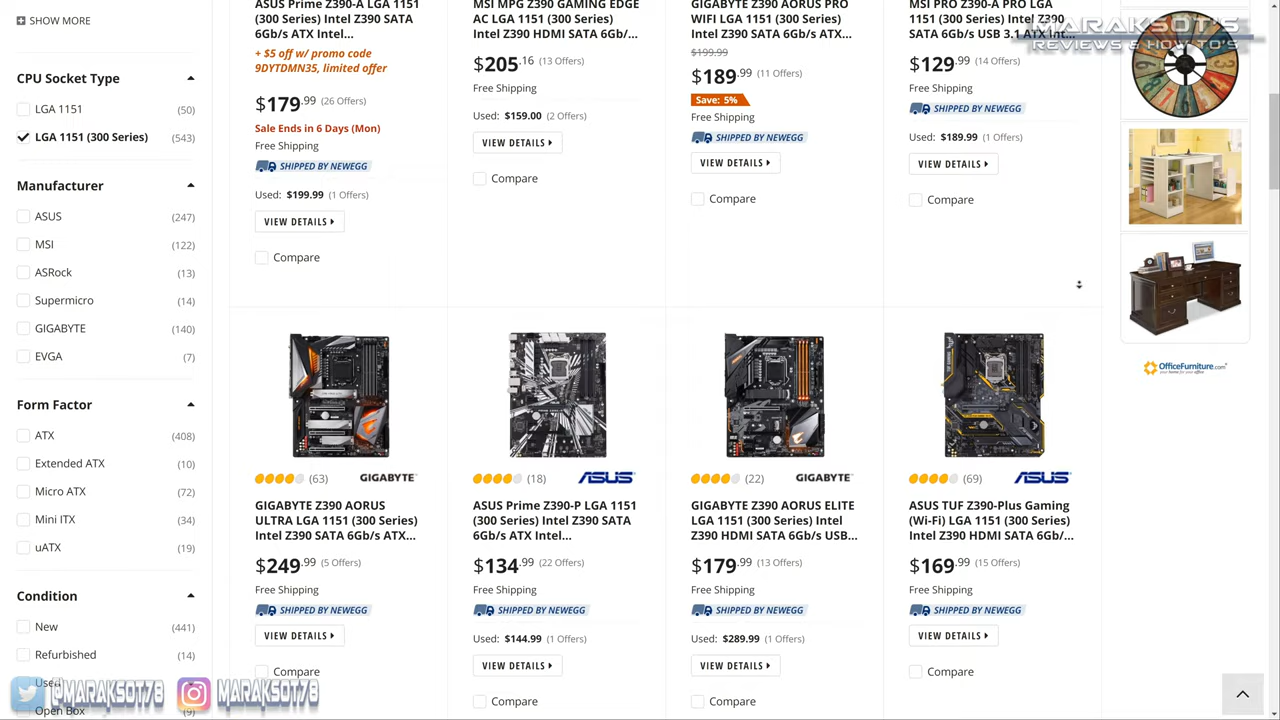 SHOW MORE
CPU Socket Type
LGA 1151 (50)
LGA 1151 (300 Series) (543)
Manufacturer
ASUS (247)
MSI (122)
ASRock (13)
Supermicro (14)
GIGABYTE (140)
EVGA (7)
Form Factor
ATX (408)
Extended ATX (10)
Micro ATX (72)
Mini ITX (34)
uATX (19)
Condition
New (441)
Refurbished (14)
Used
Open Box (9)
ASUS Prime Z390-A LGA 1151
(300 Series) Intel Z390 SATA
6Gb/s ATX Intel...
+ $5 off w/ promo code
9DYTDMN35, limited offer
$179.99 (26 Offers)
Sale Ends in 6 Days (Mon)
Free Shipping
SHIPPED BY NEWEGG
Used: $199.99 (1 Offers)
VIEW DETAILS
Compare
MSI MPG Z390 GAMING EDGE
AC LGA 1151 (300 Series)
Intel Z390 HDMI SATA 6Gb/...
$205.16 (13 Offers)
Free Shipping
Used: $159.00 (2 Offers)
VIEW DETAILS
Compare
GIGABYTE Z390 AORUS PRO
WIFI LGA 1151 (300 Series)
Intel Z390 SATA 6Gb/s ATX...
$199.99
$189.99 (11 Offers)
Save: 5%
Free Shipping
SHIPPED BY NEWEGG
VIEW DETAILS
Compare
MSI PRO Z390-A PRO LGA
1151 (300 Series) Intel Z390
SATA 6Gb/s USB 3.1 ATX Int...
$129.99 (14 Offers)
Free Shipping
SHIPPED BY NEWEGG
Used: $189.99 (1 Offers)
VIEW DETAILS
Compare
(63) GIGABYTE
GIGABYTE Z390 AORUS
ULTRA LGA 1151 (300 Series)
Intel Z390 SATA 6Gb/s ATX...
$249.99 (5 Offers)
Free Shipping
SHIPPED BY NEWEGG
VIEW DETAILS
Compare
(18) ASUS
ASUS Prime Z390-P LGA 1151
(300 Series) Intel Z390 SATA
6Gb/s ATX Intel...
$134.99 (22 Offers)
Free Shipping
SHIPPED BY NEWEGG
Used: $144.99 (1 Offers)
VIEW DETAILS
Compare
(22) GIGABYTE
GIGABYTE Z390 AORUS ELITE
LGA 1151 (300 Series) Intel
Z390 HDMI SATA 6Gb/s USB...
$179.99 (13 Offers)
Free Shipping
SHIPPED BY NEWEGG
Used: $289.99 (1 Offers)
VIEW DETAILS
Compare
(69) ASUS
ASUS TUF Z390-Plus Gaming
(Wi-Fi) LGA 1151 (300 Series)
Intel Z390 HDMI SATA 6Gb/...
$169.99 (15 Offers)
Free Shipping
SHIPPED BY NEWEGG
VIEW DETAILS
Compare
MARAKSOT'S
REVIEWS & HOW TO'S
OfficeFurniture.com
@MARAKSOT78
MARAKSOT78